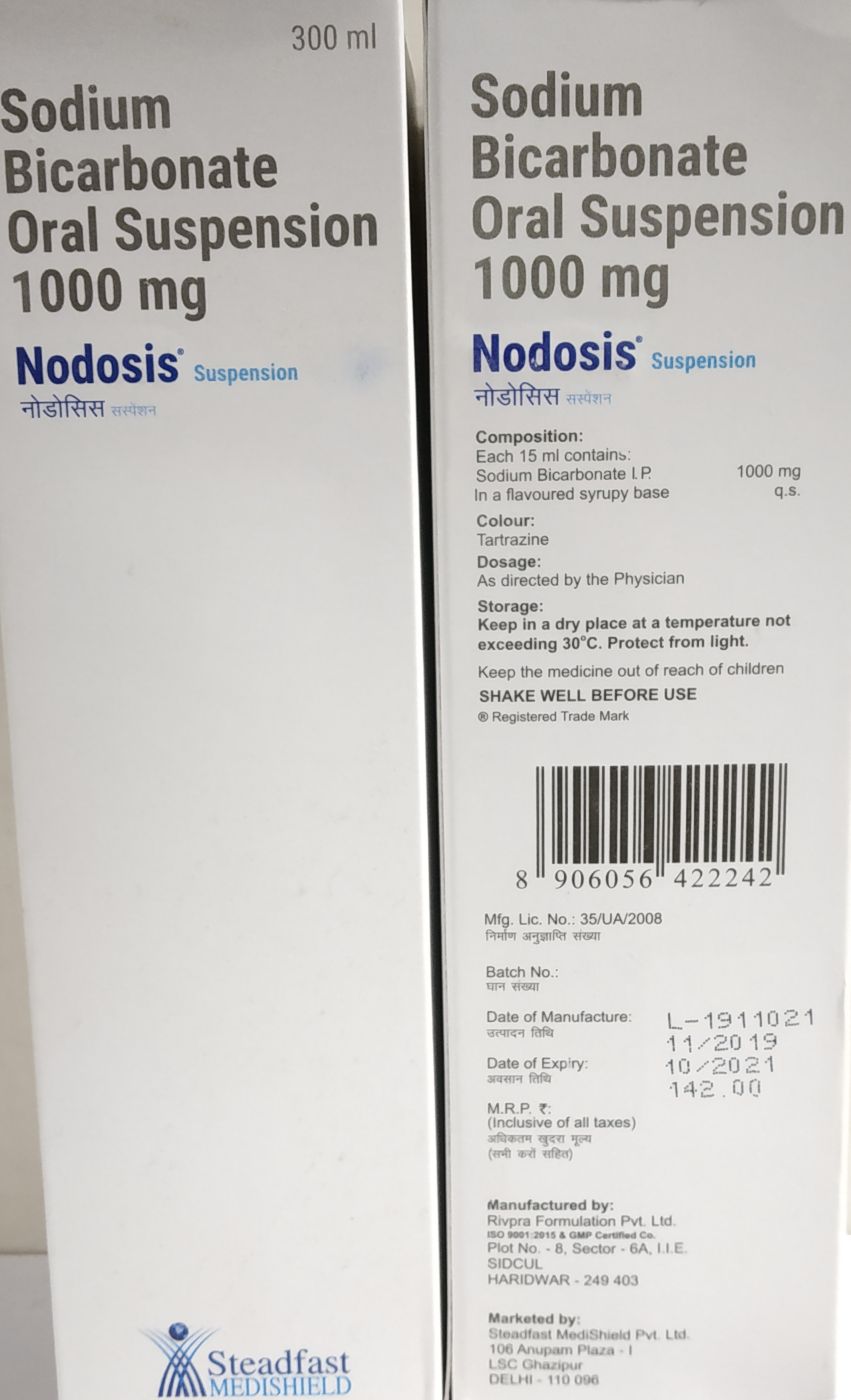 300 ml
Sodium
Bicarbonate
Oral Suspension
1000 mg
Nodosis® Suspension
नोडोसिस सस्पेंशन
Steadfast
MEDISHIELD
Sodium
Bicarbonate
Oral Suspension
1000 mg
Nodosis® Suspension
नोडोसिस सस्पेंशन
Composition:
Each 15 ml contains:
Sodium Bicarbonate I.P. 1000 mg
In a flavoured syrupy base q.s.
Colour:
Tartrazine
Dosage:
As directed by the Physician
Storage:
Keep in a dry place at a temperature not
exceeding 30°C. Protect from light.
Keep the medicine out of reach of children
SHAKE WELL BEFORE USE
® Registered Trade Mark
8 906056 422242
Mfg. Lic. No.: 35/UA/2008
निर्माण अनुज्ञाप्ति संख्या
Batch No.:
घान संख्या
Date of Manufacture: L-1911021
उत्पादन तिथि 11/2019
Date of Expiry: 10/2021
अवसान तिथि 142.00
M.R.P. ₹:
(Inclusive of all taxes)
अधिकतम खुदरा मूल्य
(सभी करों सहित)
Manufactured by:
Rivpra Formulation Pvt. Ltd.
ISO 9001:2015 & GMP Certified Co.
Plot No. - 8, Sector - 6A, I.I.E.
SIDCUL
HARIDWAR - 249 403
Marketed by:
Steadfast MediShield Pvt. Ltd.
106 Anupam Plaza - I
LSC Ghazipur
DELHI - 110 096